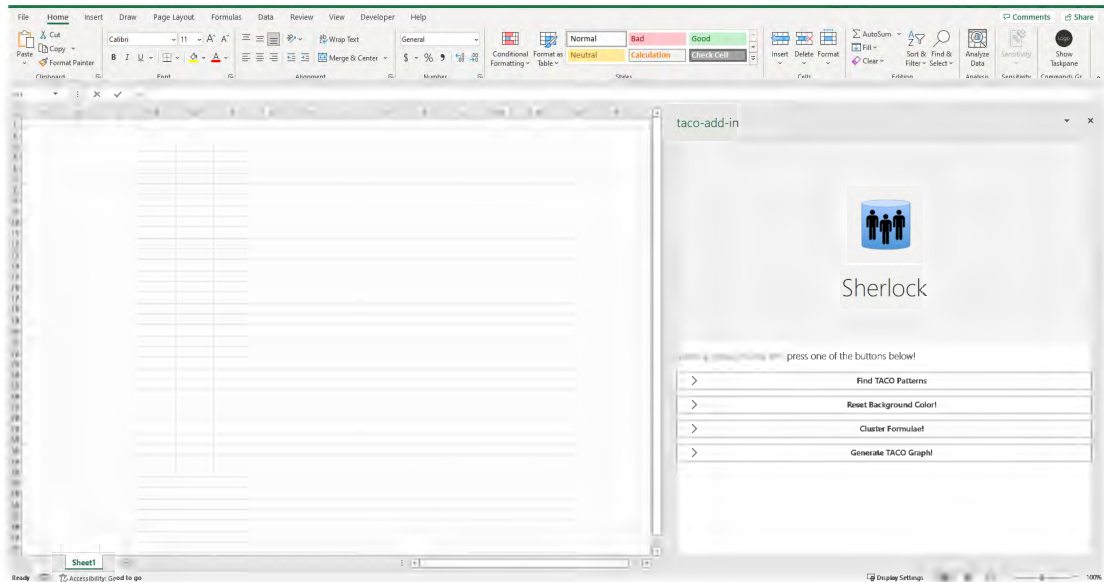 File Home Insert Draw Page Layout Formulas Data Review View Developer Help Comments Share
Paste Cut Copy Format Painter
Calibri 11
Wrap Text
Merge & Center
General
Conditional Formatting Format as Table
Normal Bad Good
Neutral Calculation Check Cell
Insert Delete Format
AutoSum Fill Clear
Sort & Filter Find & Select
Analyze Data
Sensitivity
Show Taskpane
Clipboard Font Alignment Number Styles Cells Editing Analysis Sensitivity
taco-add-in
Sherlock
press one of the buttons below!
Find TACO Patterns
Reset Background Color!
Cluster Formulae!
Generate TACO Graph!
Sheet1
Ready Accessibility: Good to go Display Settings 100%